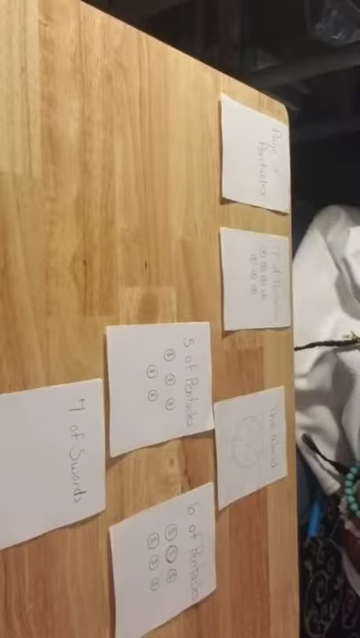 Page of
Pentacles
7 of Pentacles
The World
5 of Pentacles
6 of Pentacles
7 of Swords